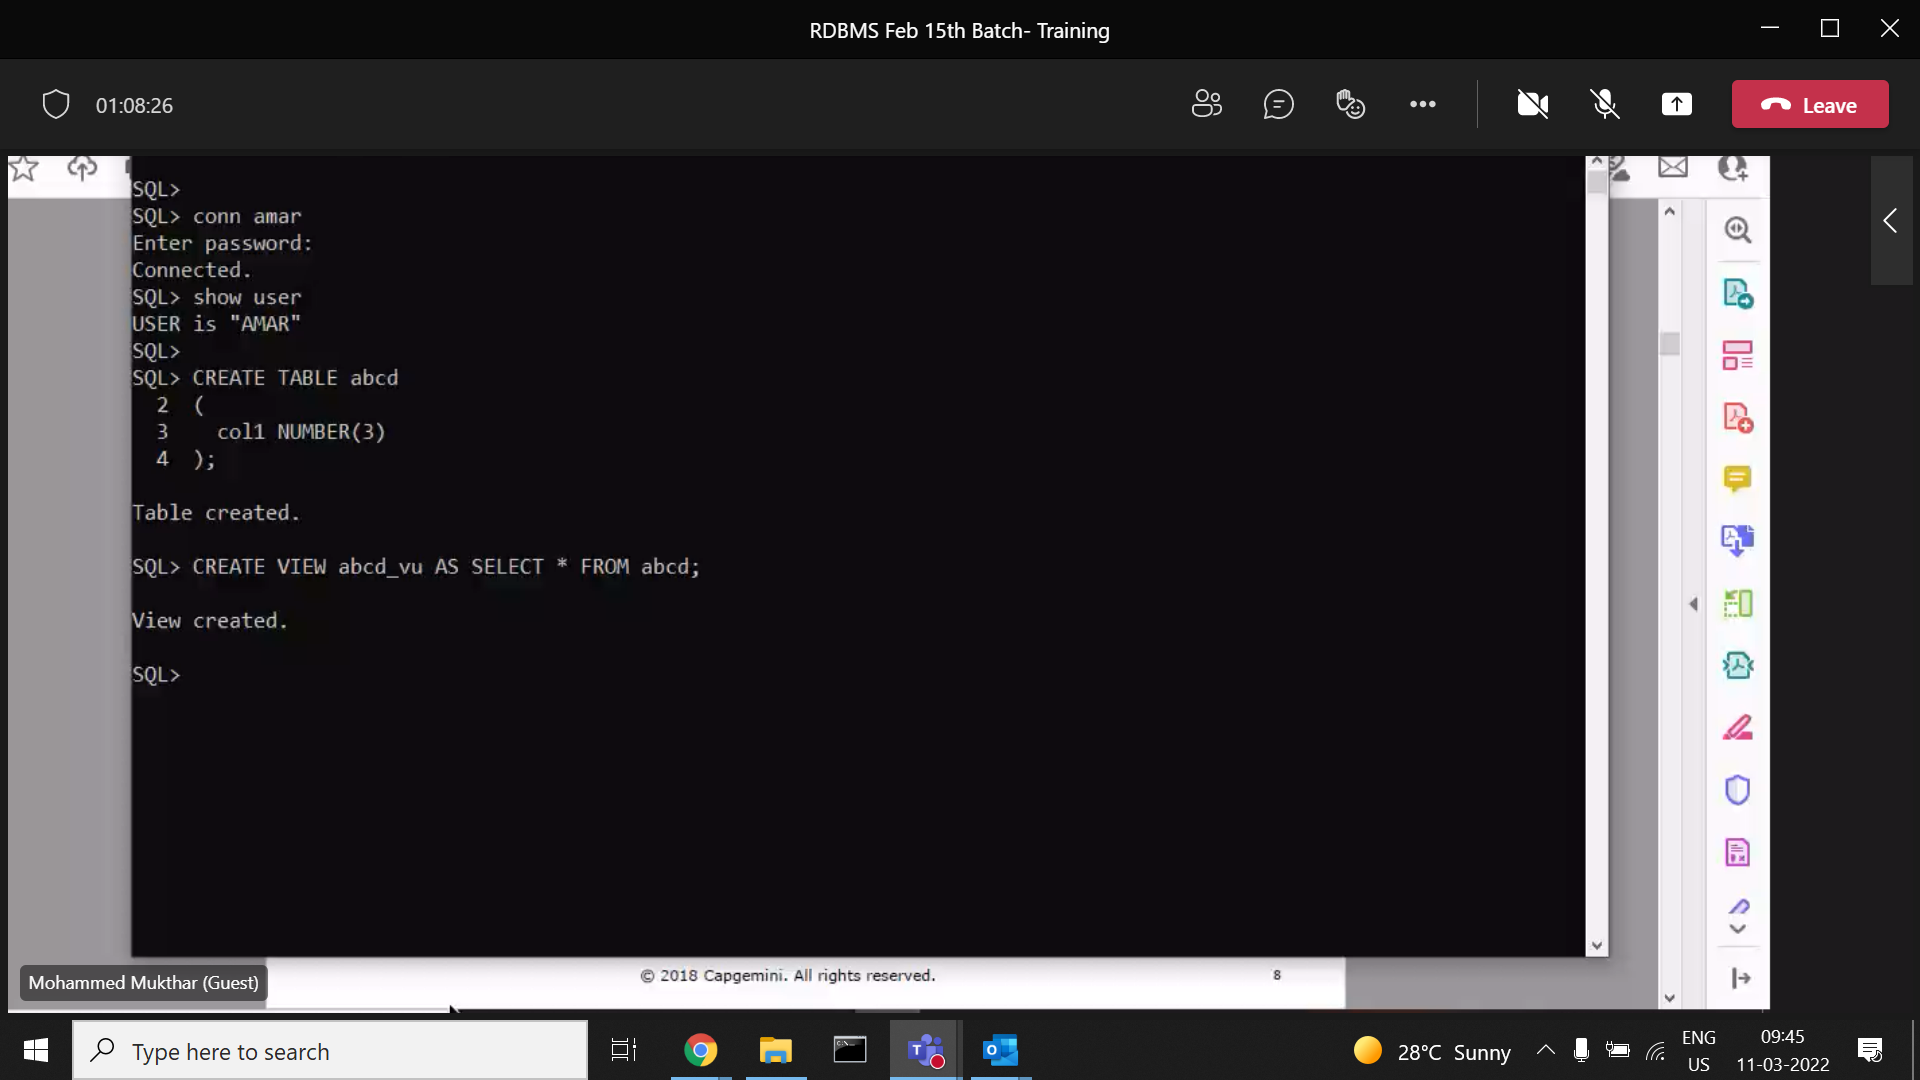 RDBMS Feb 15th Batch- Training
01:08:26
Leave
SQL>
SQL> conn amar
Enter password:
Connected.
SQL> show user
USER is "AMAR"
SQL>
SQL> CREATE TABLE abcd
2 (
3 col1 NUMBER(3)
4 );
Table created.
SQL> CREATE VIEW abcd_vu AS SELECT * FROM abcd;
View created.
SQL>
© 2018 Capgemini. All rights reserved. 8
Mohammed Mukthar (Guest)
Type here to search
28°C Sunny
ENG
US
09:45
11-03-2022